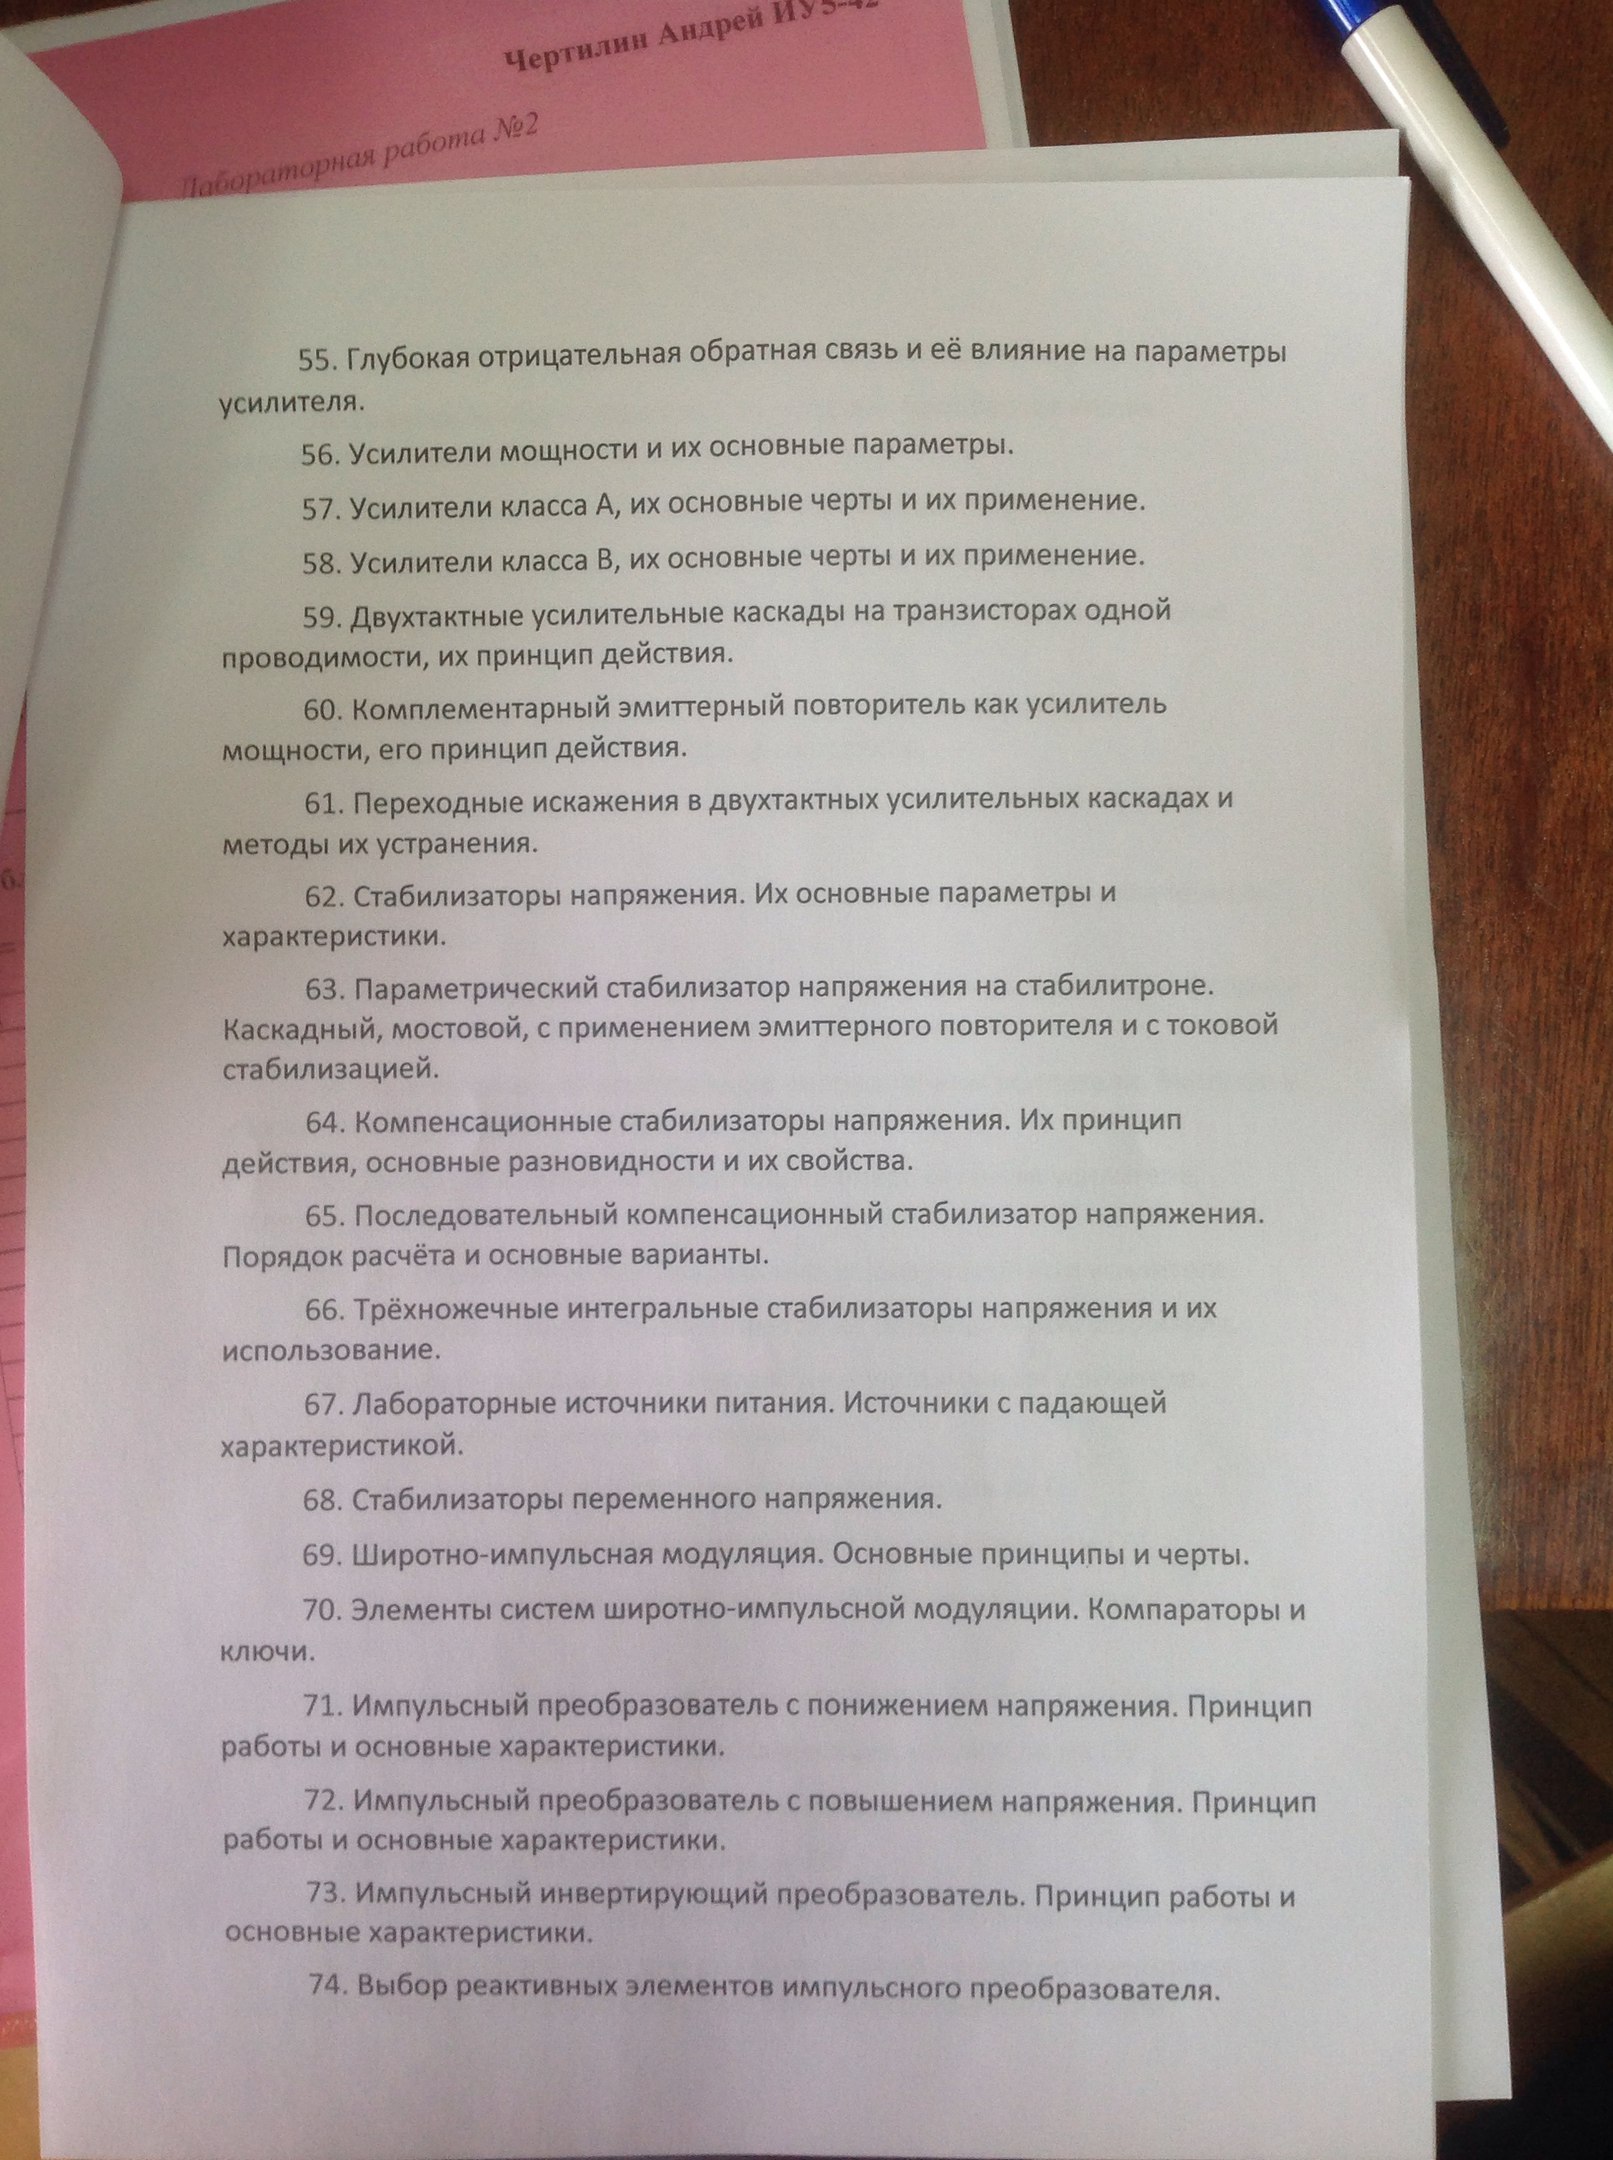 Чертилин Андрей ИУ5-42
Лабораторная работа №2
55. Глубокая отрицательная обратная связь и её влияние на параметры
усилителя.
56. Усилители мощности и их основные параметры.
57. Усилители класса А, их основные черты и их применение.
58. Усилители класса В, их основные черты и их применение.
59. Двухтактные усилительные каскады на транзисторах одной
проводимости, их принцип действия.
60. Комплементарный эмиттерный повторитель как усилитель
мощности, его принцип действия.
61. Переходные искажения в двухтактных усилительных каскадах и
методы их устранения.
62. Стабилизаторы напряжения. Их основные параметры и
характеристики.
63. Параметрический стабилизатор напряжения на стабилитроне.
Каскадный, мостовой, с применением эмиттерного повторителя и с токовой
стабилизацией.
64. Компенсационные стабилизаторы напряжения. Их принцип
действия, основные разновидности и их свойства.
65. Последовательный компенсационный стабилизатор напряжения.
Порядок расчёта и основные варианты.
66. Трёхножечные интегральные стабилизаторы напряжения и их
использование.
67. Лабораторные источники питания. Источники с падающей
характеристикой.
68. Стабилизаторы переменного напряжения.
69. Широтно-импульсная модуляция. Основные принципы и черты.
70. Элементы систем широтно-импульсной модуляции. Компараторы и
ключи.
71. Импульсный преобразователь с понижением напряжения. Принцип
работы и основные характеристики.
72. Импульсный преобразователь с повышением напряжения. Принцип
работы и основные характеристики.
73. Импульсный инвертирующий преобразователь. Принцип работы и
основные характеристики.
74. Выбор реактивных элементов импульсного преобразователя.